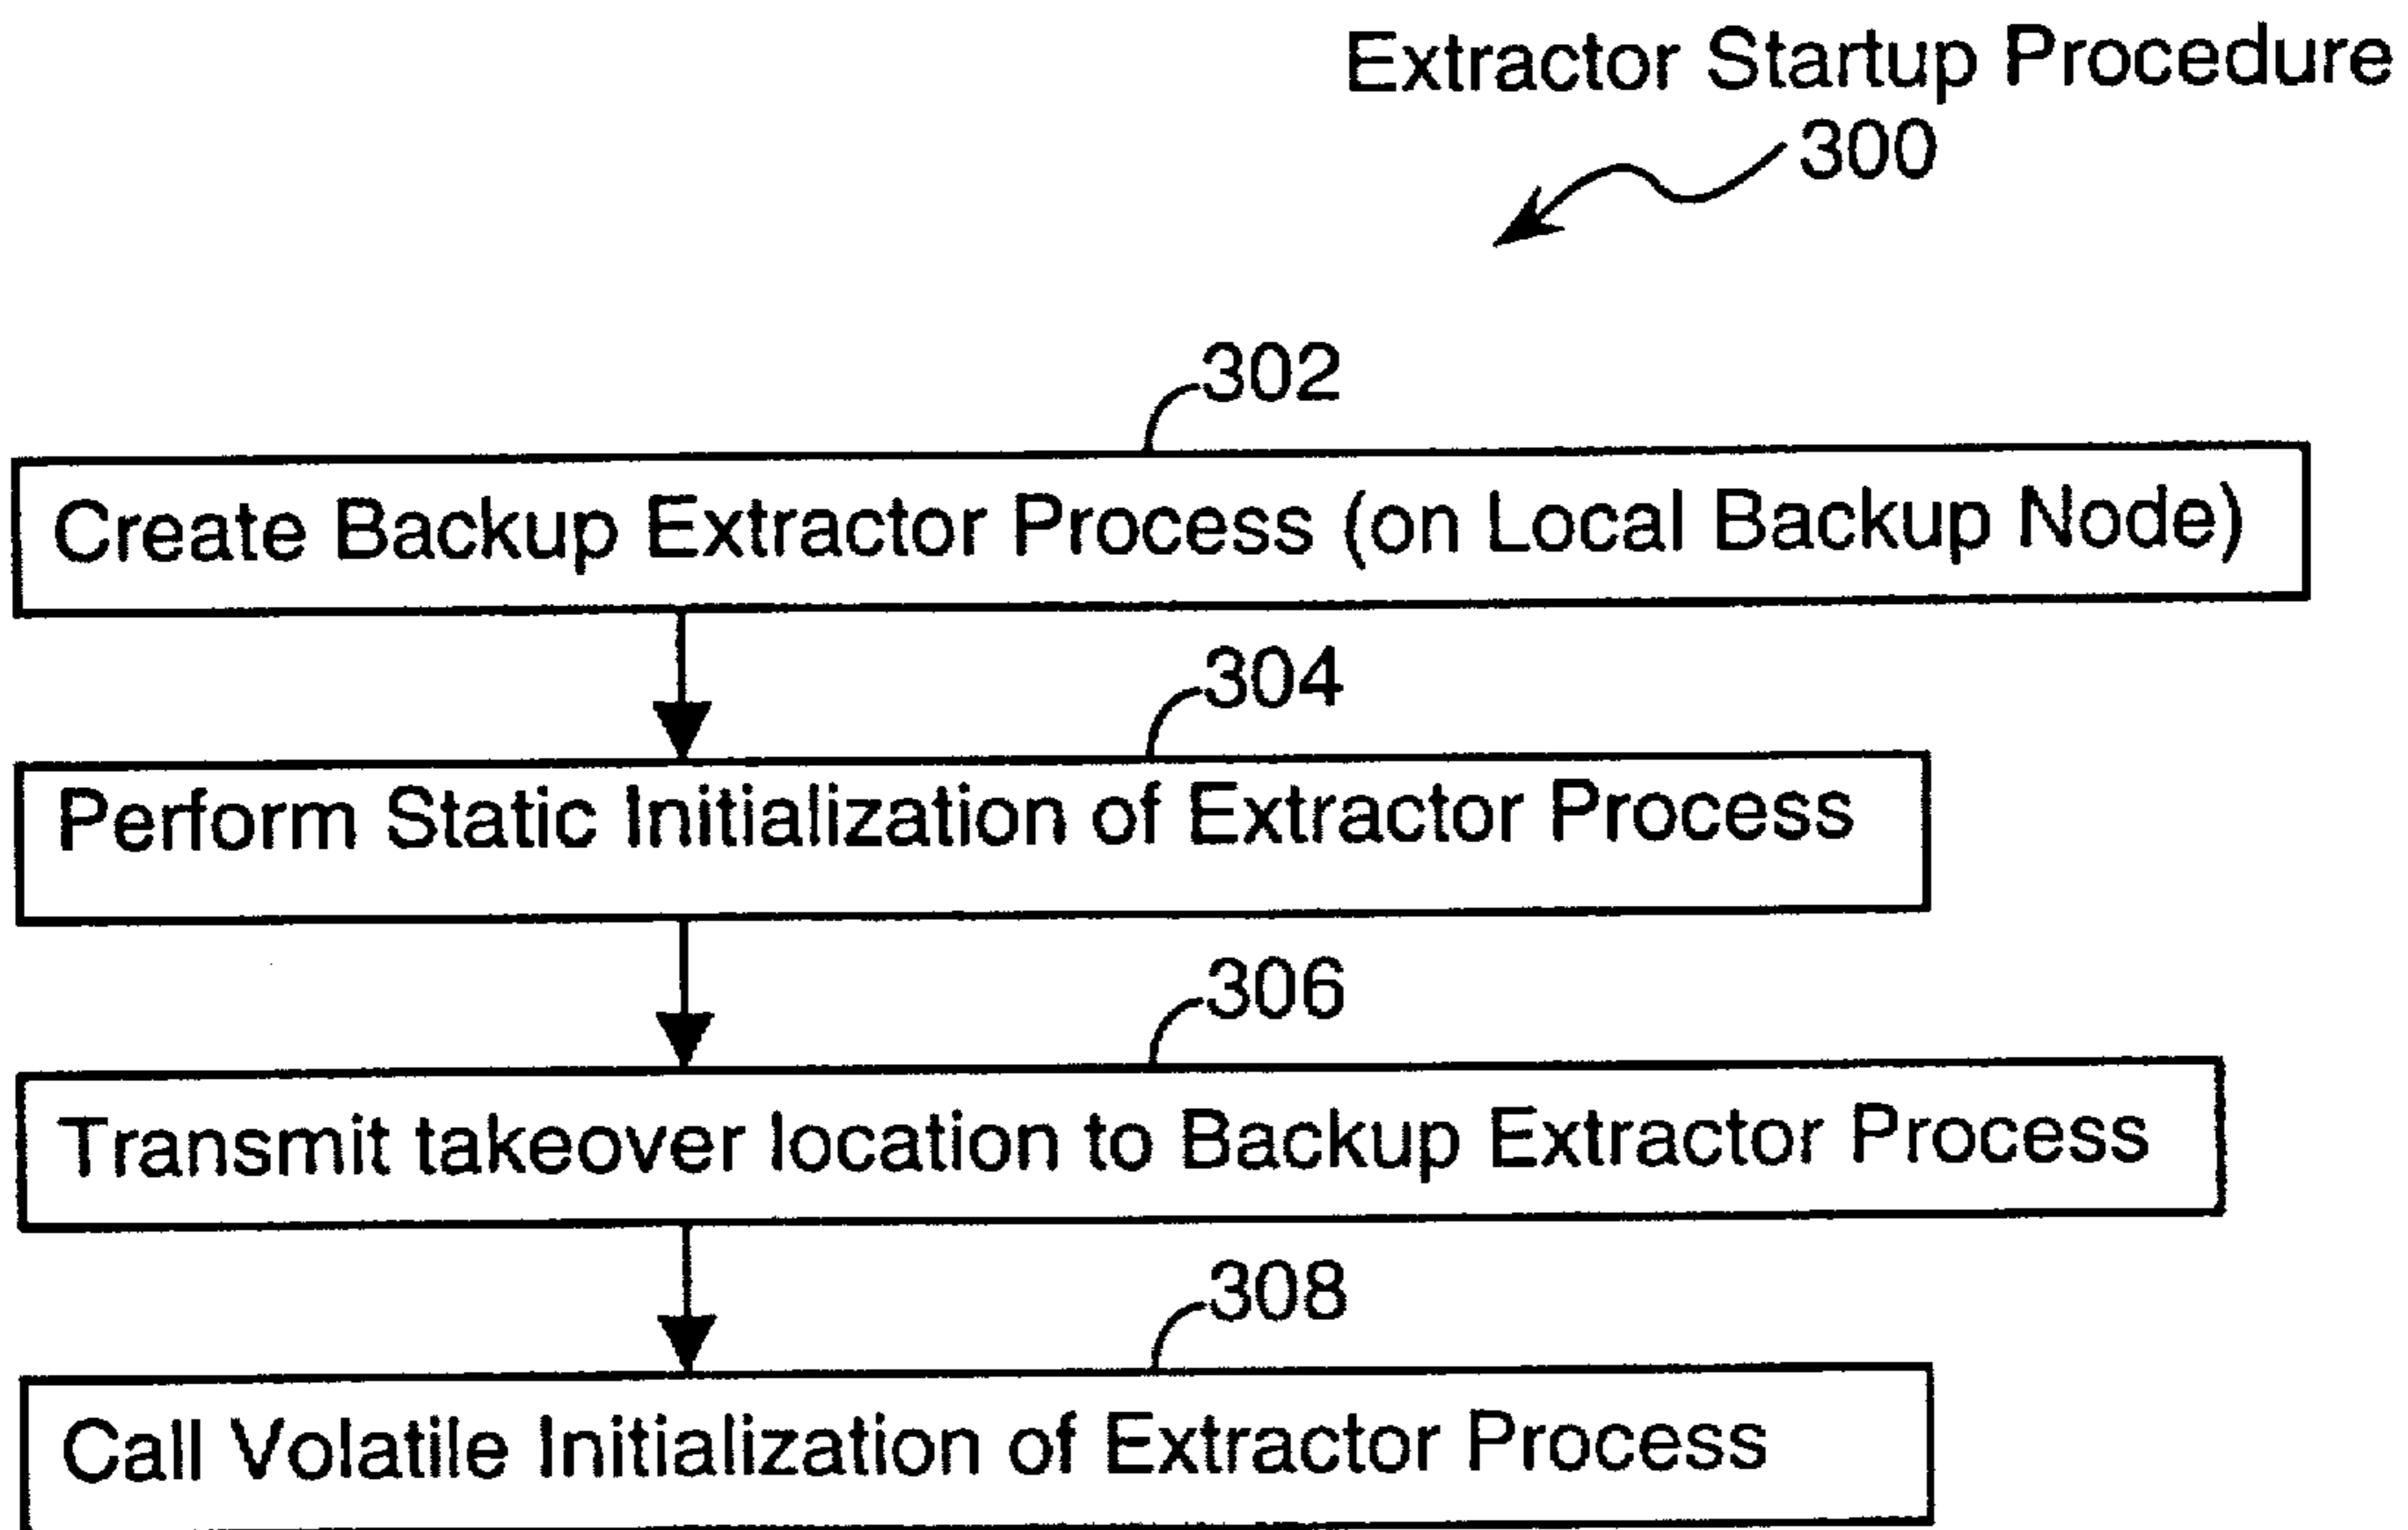 Extractor Startup Procedure
300
302
Create Backup Extractor Process (on Local Backup Node)
304
Perform Static Initialization of Extractor Process
306
Transmit takeover location to Backup Extractor Process
308
Call Volatile Initialization of Extractor Process